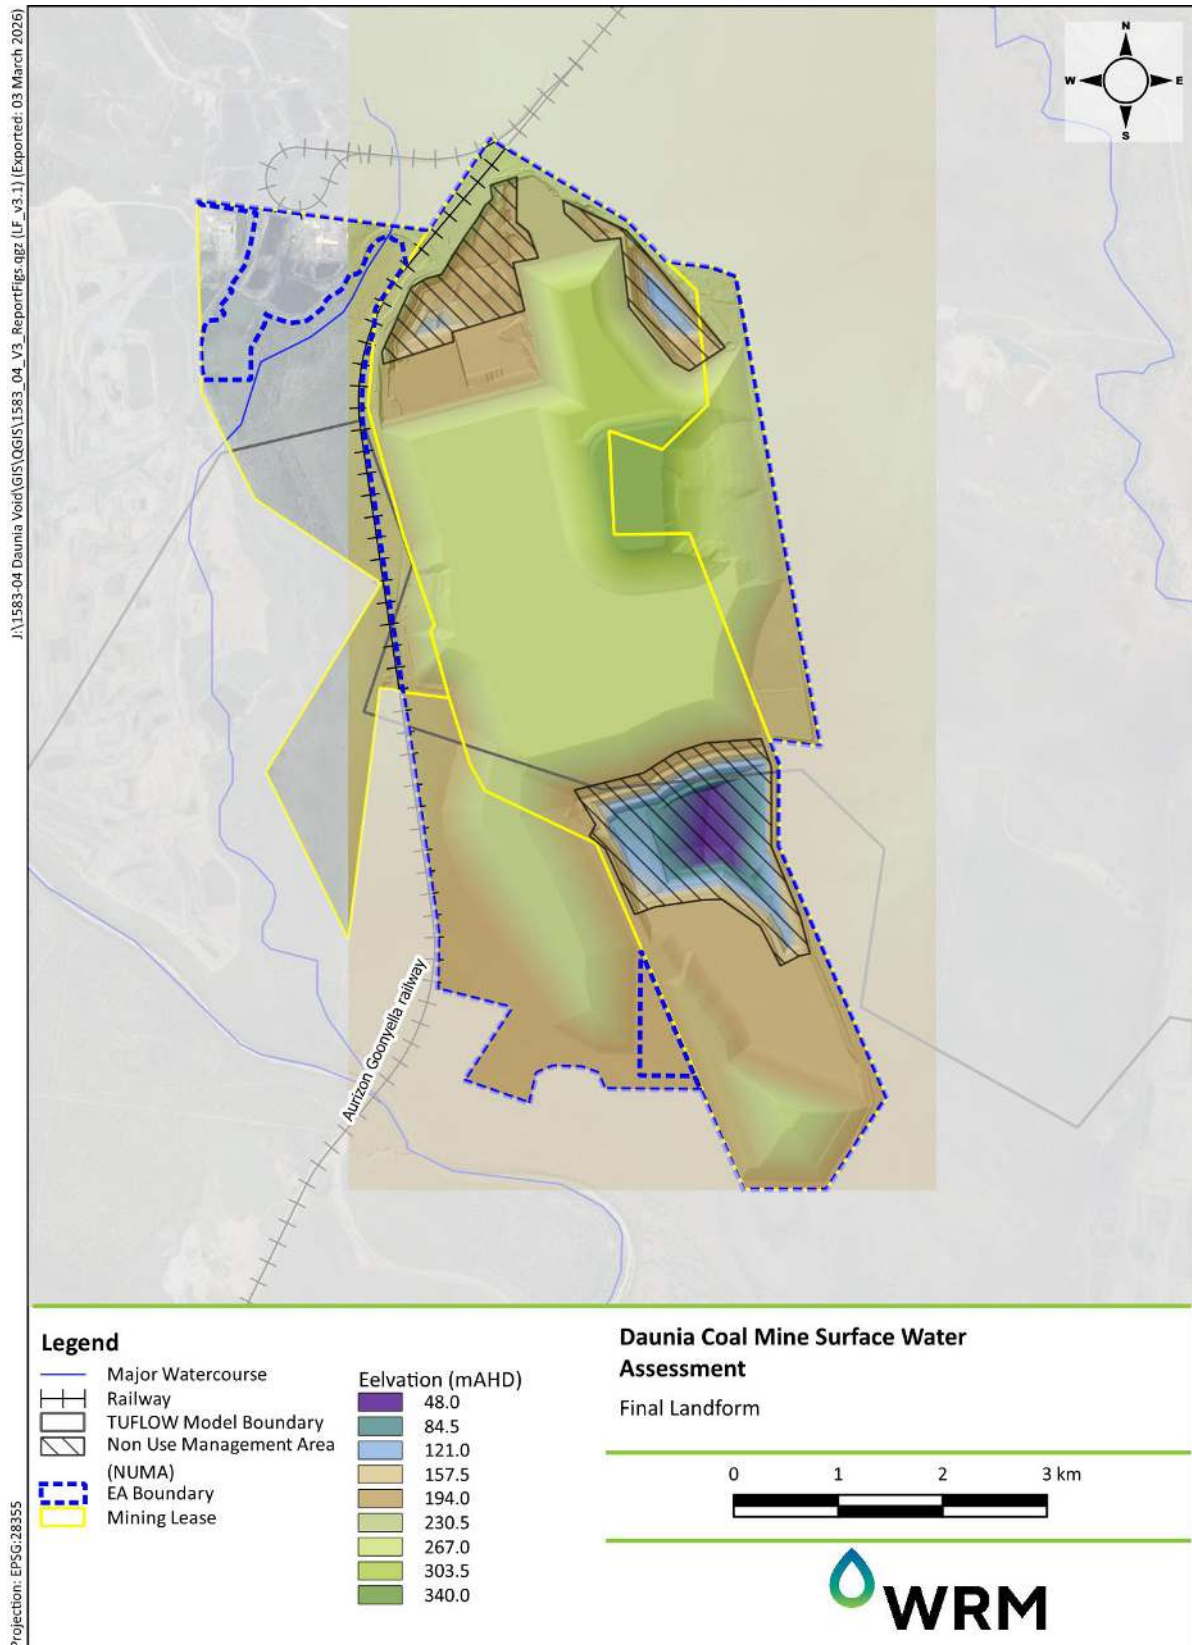 J:\1583-04 Daunia Void\GIS\QGIS\1583_04_V3_ReportFigs.qgz (LF_v3.1) (Exported: 03 March 2026)
N
W E
S
Aurizon Goonyella railway
Legend
Major Watercourse
Railway
TUFLOW Model Boundary
Non Use Management Area
(NUMA)
EA Boundary
Mining Lease
Eelvation (mAHD)
48.0
84.5
121.0
157.5
194.0
230.5
267.0
303.5
340.0
Daunia Coal Mine Surface Water
Assessment
Final Landform
0 1 2 3 km
WRM
Projection: EPSG:28355